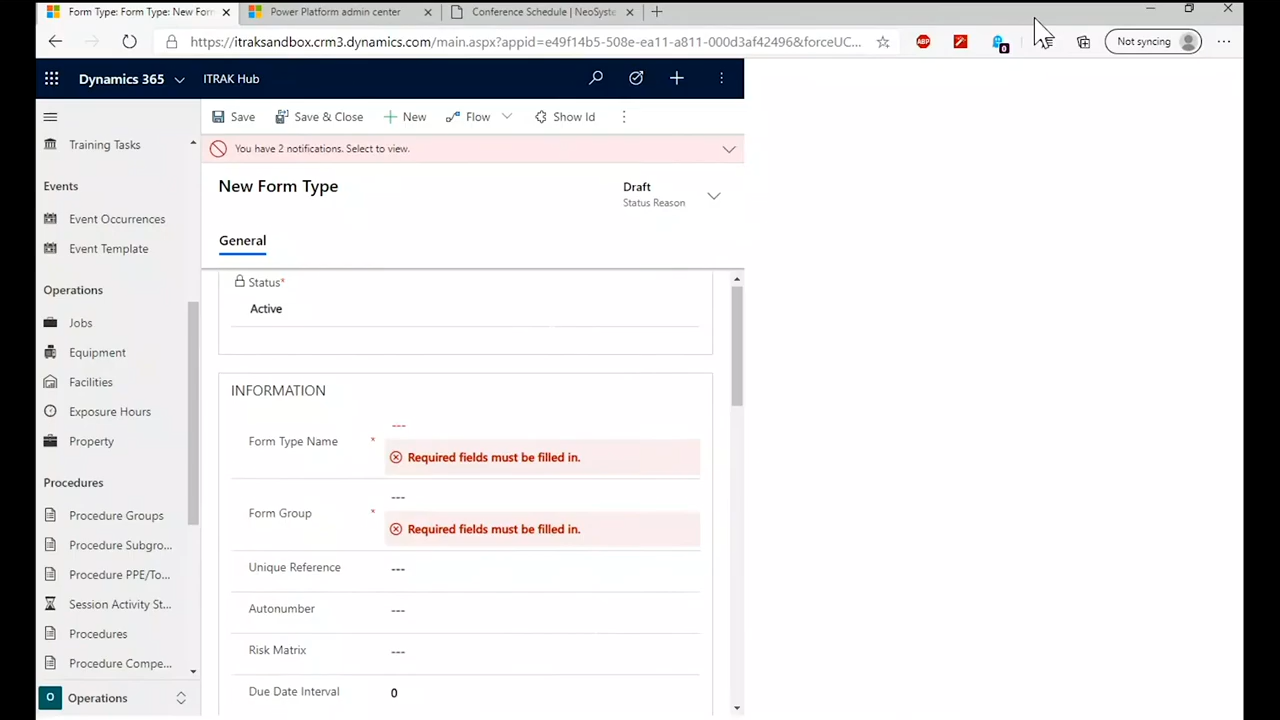 Form Type: Form Type: New For
Power Platform admin center
Conference Schedule | NeoSyste
https://itraksandbox.crm3.dynamics.com/main.aspx?appid=e49f14b5-508e-ea11-a811-000d3af42496&forceUC...
ABP
0
Not syncing
Dynamics 365
ITRAK Hub
Save
Save & Close
New
Flow
Show Id
Training Tasks
You have 2 notifications. Select to view.
Events
New Form Type
Draft
Status Reason
Event Occurrences
General
Event Template
Operations
Status*
Active
Jobs
Equipment
Facilities
INFORMATION
Exposure Hours
---
Form Type Name *
Property
Required fields must be filled in.
Procedures
---
Form Group *
Procedure Groups
Required fields must be filled in.
Procedure Subgro...
Unique Reference ---
Procedure PPE/To...
Session Activity St...
Autonumber ---
Procedures
Risk Matrix ---
Procedure Compe...
Due Date Interval 0
O Operations